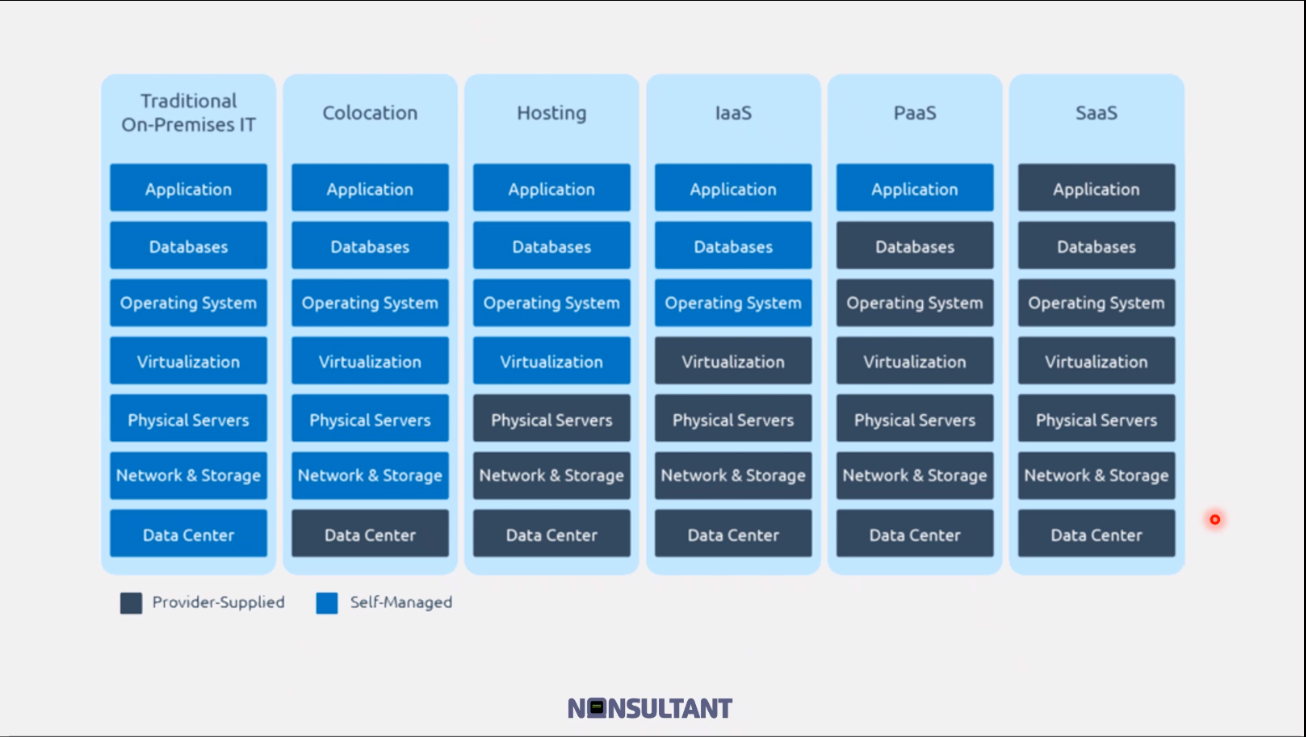 Traditional
On-Premises IT
Colocation
Hosting
IaaS
PaaS
SaaS
Application Application Application Application Application Application
Databases Databases Databases Databases Databases Databases
Operating System Operating System Operating System Operating System Operating System Operating System
Virtualization Virtualization Virtualization Virtualization Virtualization Virtualization
Physical Servers Physical Servers Physical Servers Physical Servers Physical Servers Physical Servers
Network & Storage Network & Storage Network & Storage Network & Storage Network & Storage Network & Storage
Data Center Data Center Data Center Data Center Data Center Data Center
Provider-Supplied Self-Managed
NONSULTANT